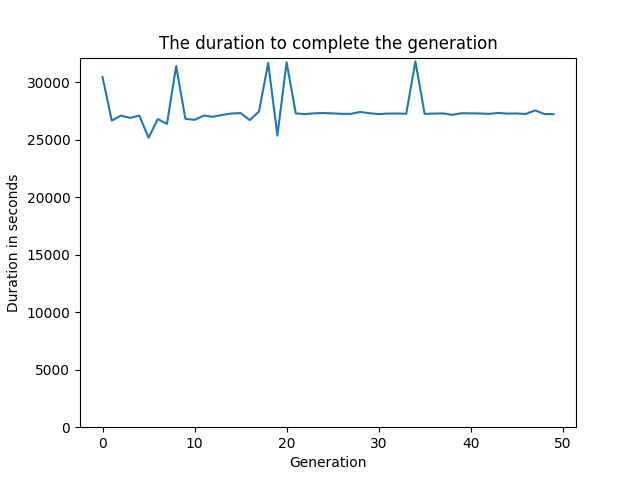 The duration to complete the generation
30000
25000
20000
15000
10000
5000
0
Duration in seconds
0 10 20 30 40 50
Generation